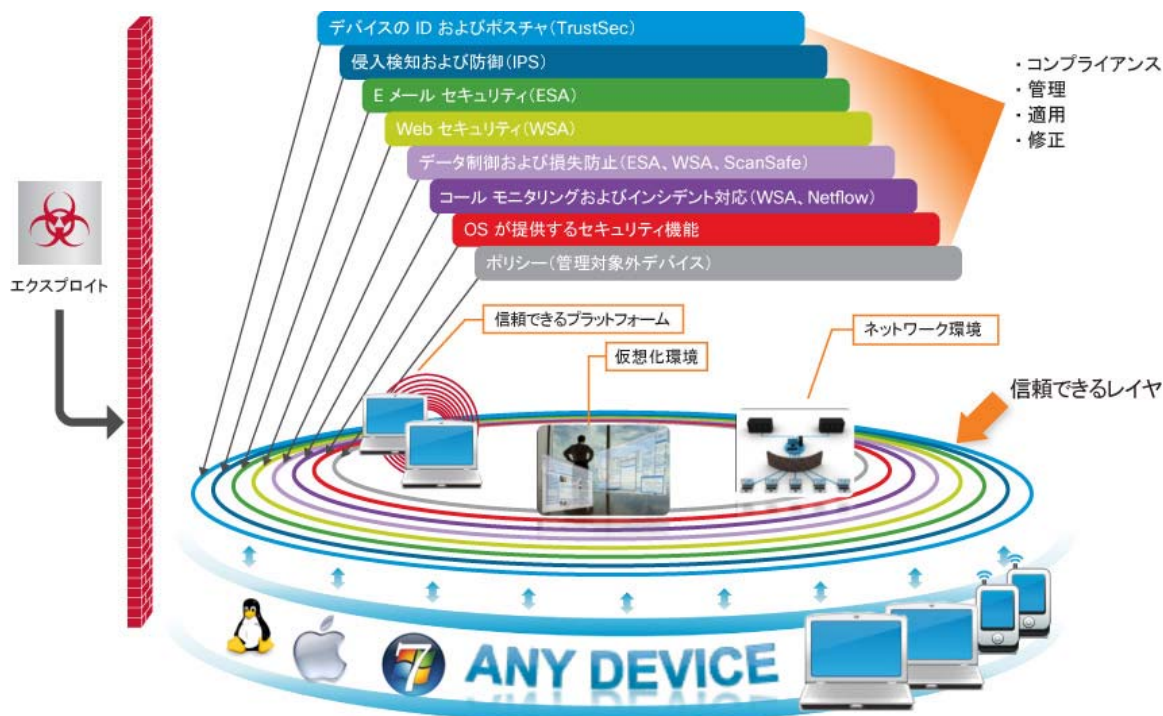 デバイスの ID およびポスチャ(TrustSec)
侵入検知および防御(IPS)
E メール セキュリティ(ESA)
Web セキュリティ(WSA)
データ制御および損失防止(ESA、WSA、ScanSafe)
コール モニタリングおよびインシデント対応(WSA、Netflow)
OS が提供するセキュリティ機能
ポリシー(管理対象外デバイス)
・コンプライアンス
・管理
・適用
・修正
エクスプロイト
信頼できるプラットフォーム
仮想化環境
ネットワーク環境
信頼できるレイヤ
7 ANY DEVICE